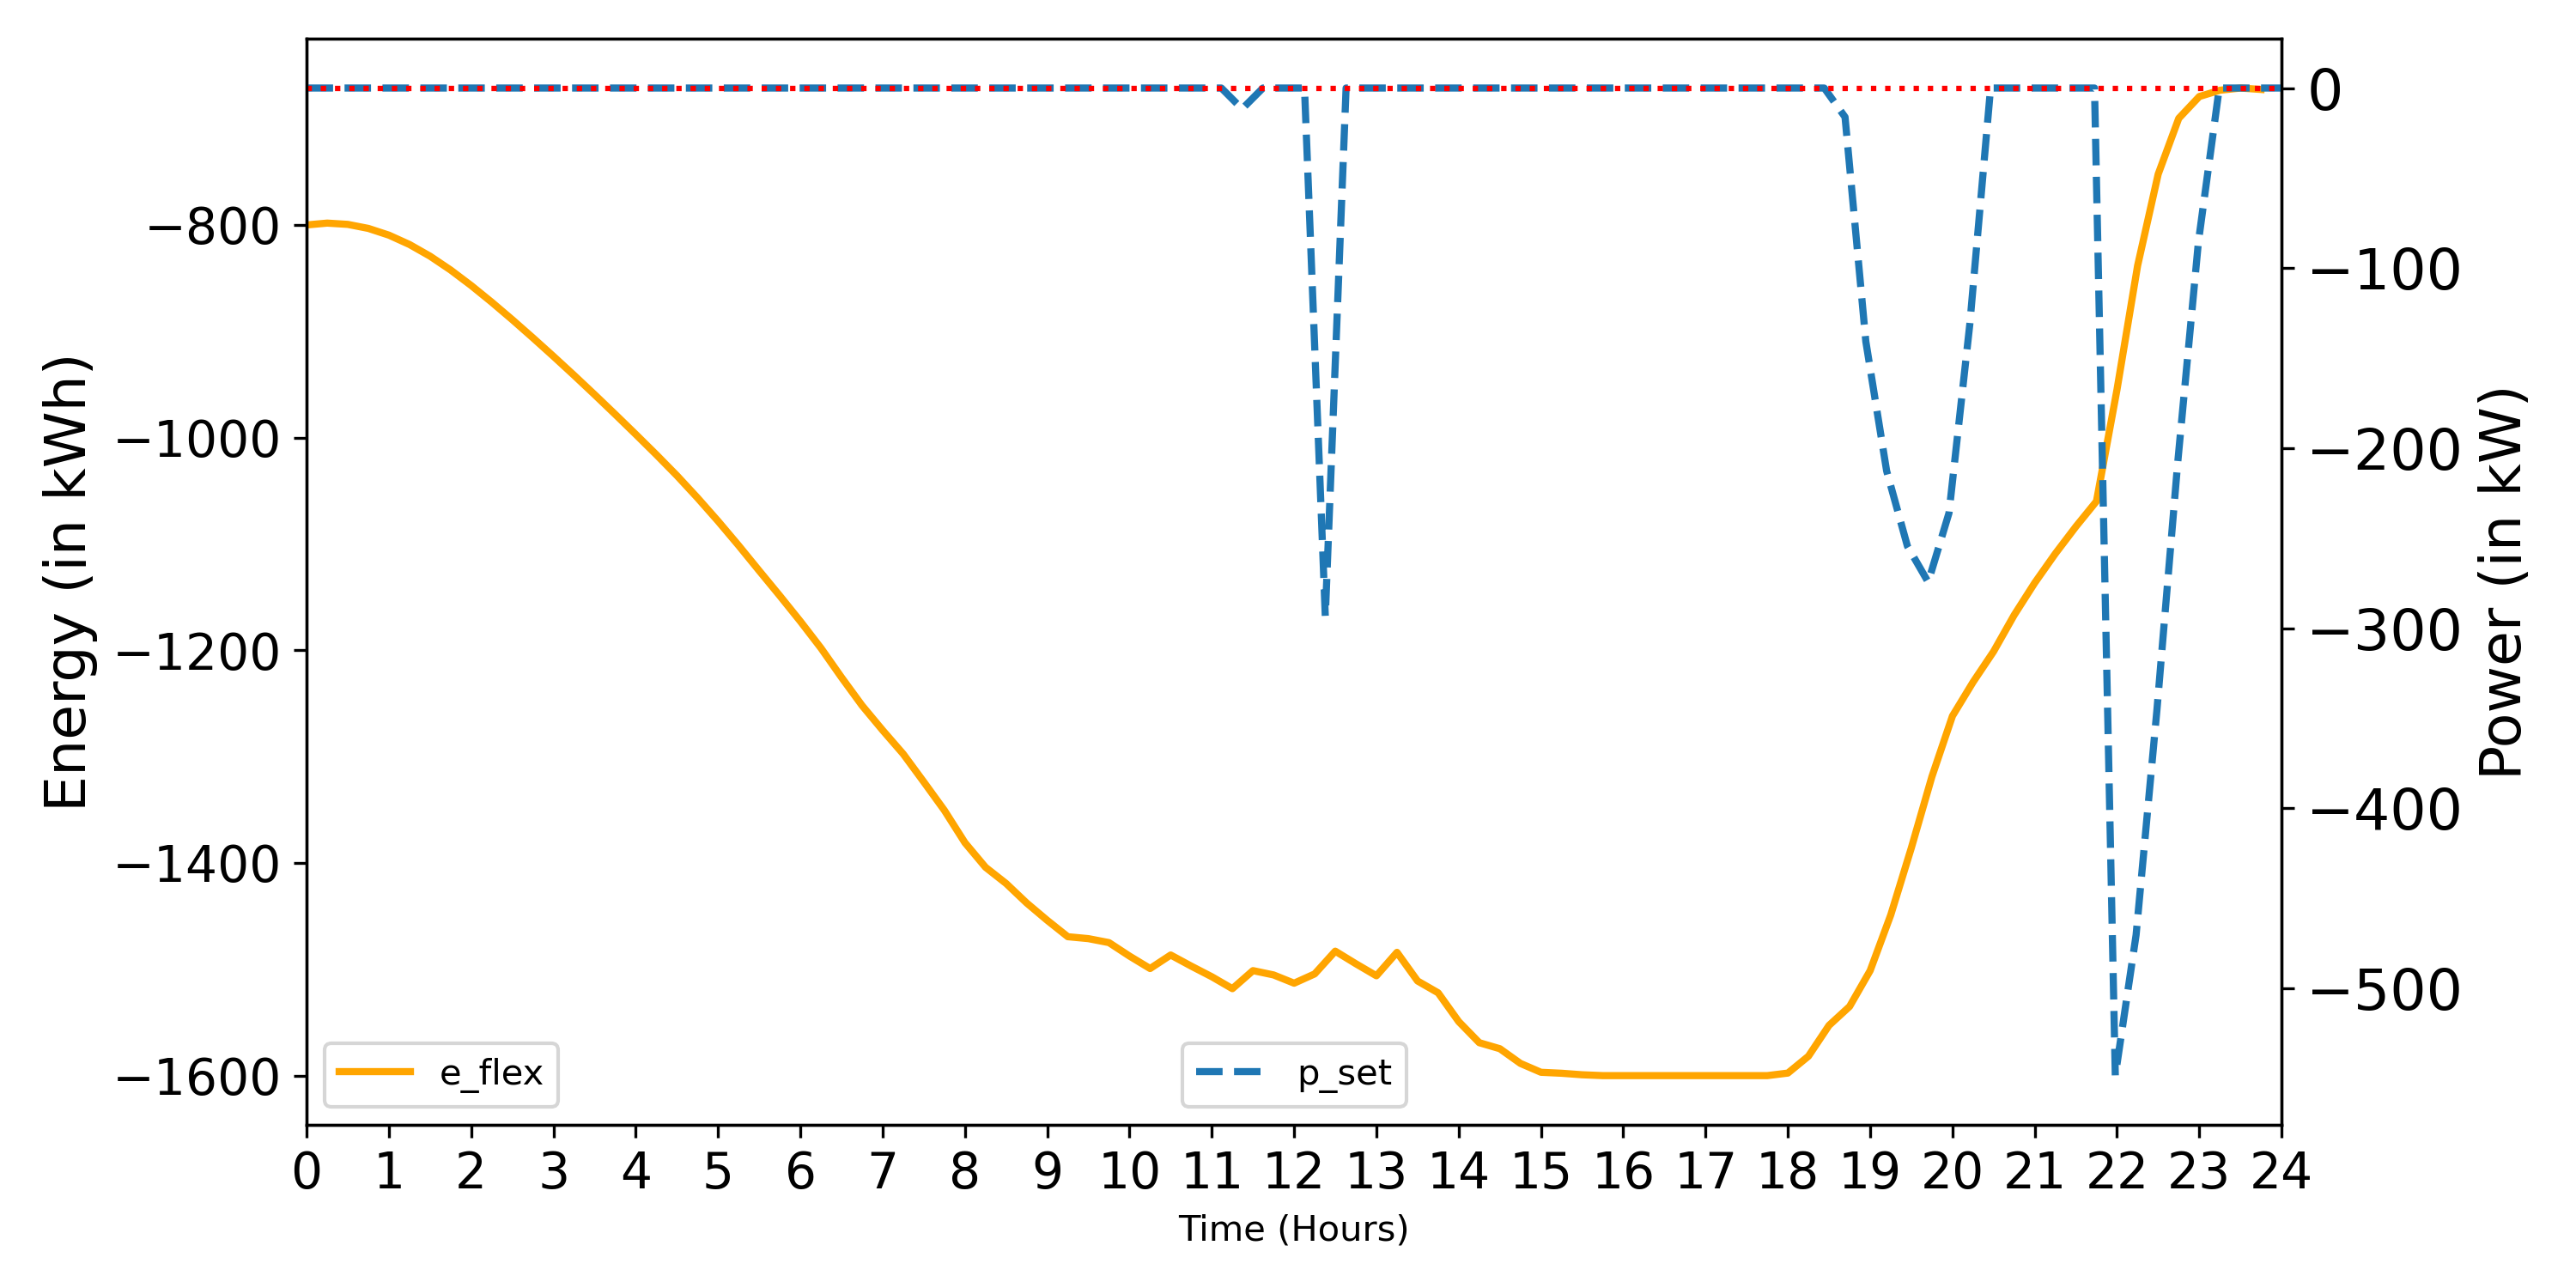 Energy (in kWh)
−800
−1000
−1200
−1400
−1600
0
−100
−200
−300
−400
−500
Power (in kW)
e_flex
p_set
0 1 2 3 4 5 6 7 8 9 10 11 12 13 14 15 16 17 18 19 20 21 22 23 24
Time (Hours)